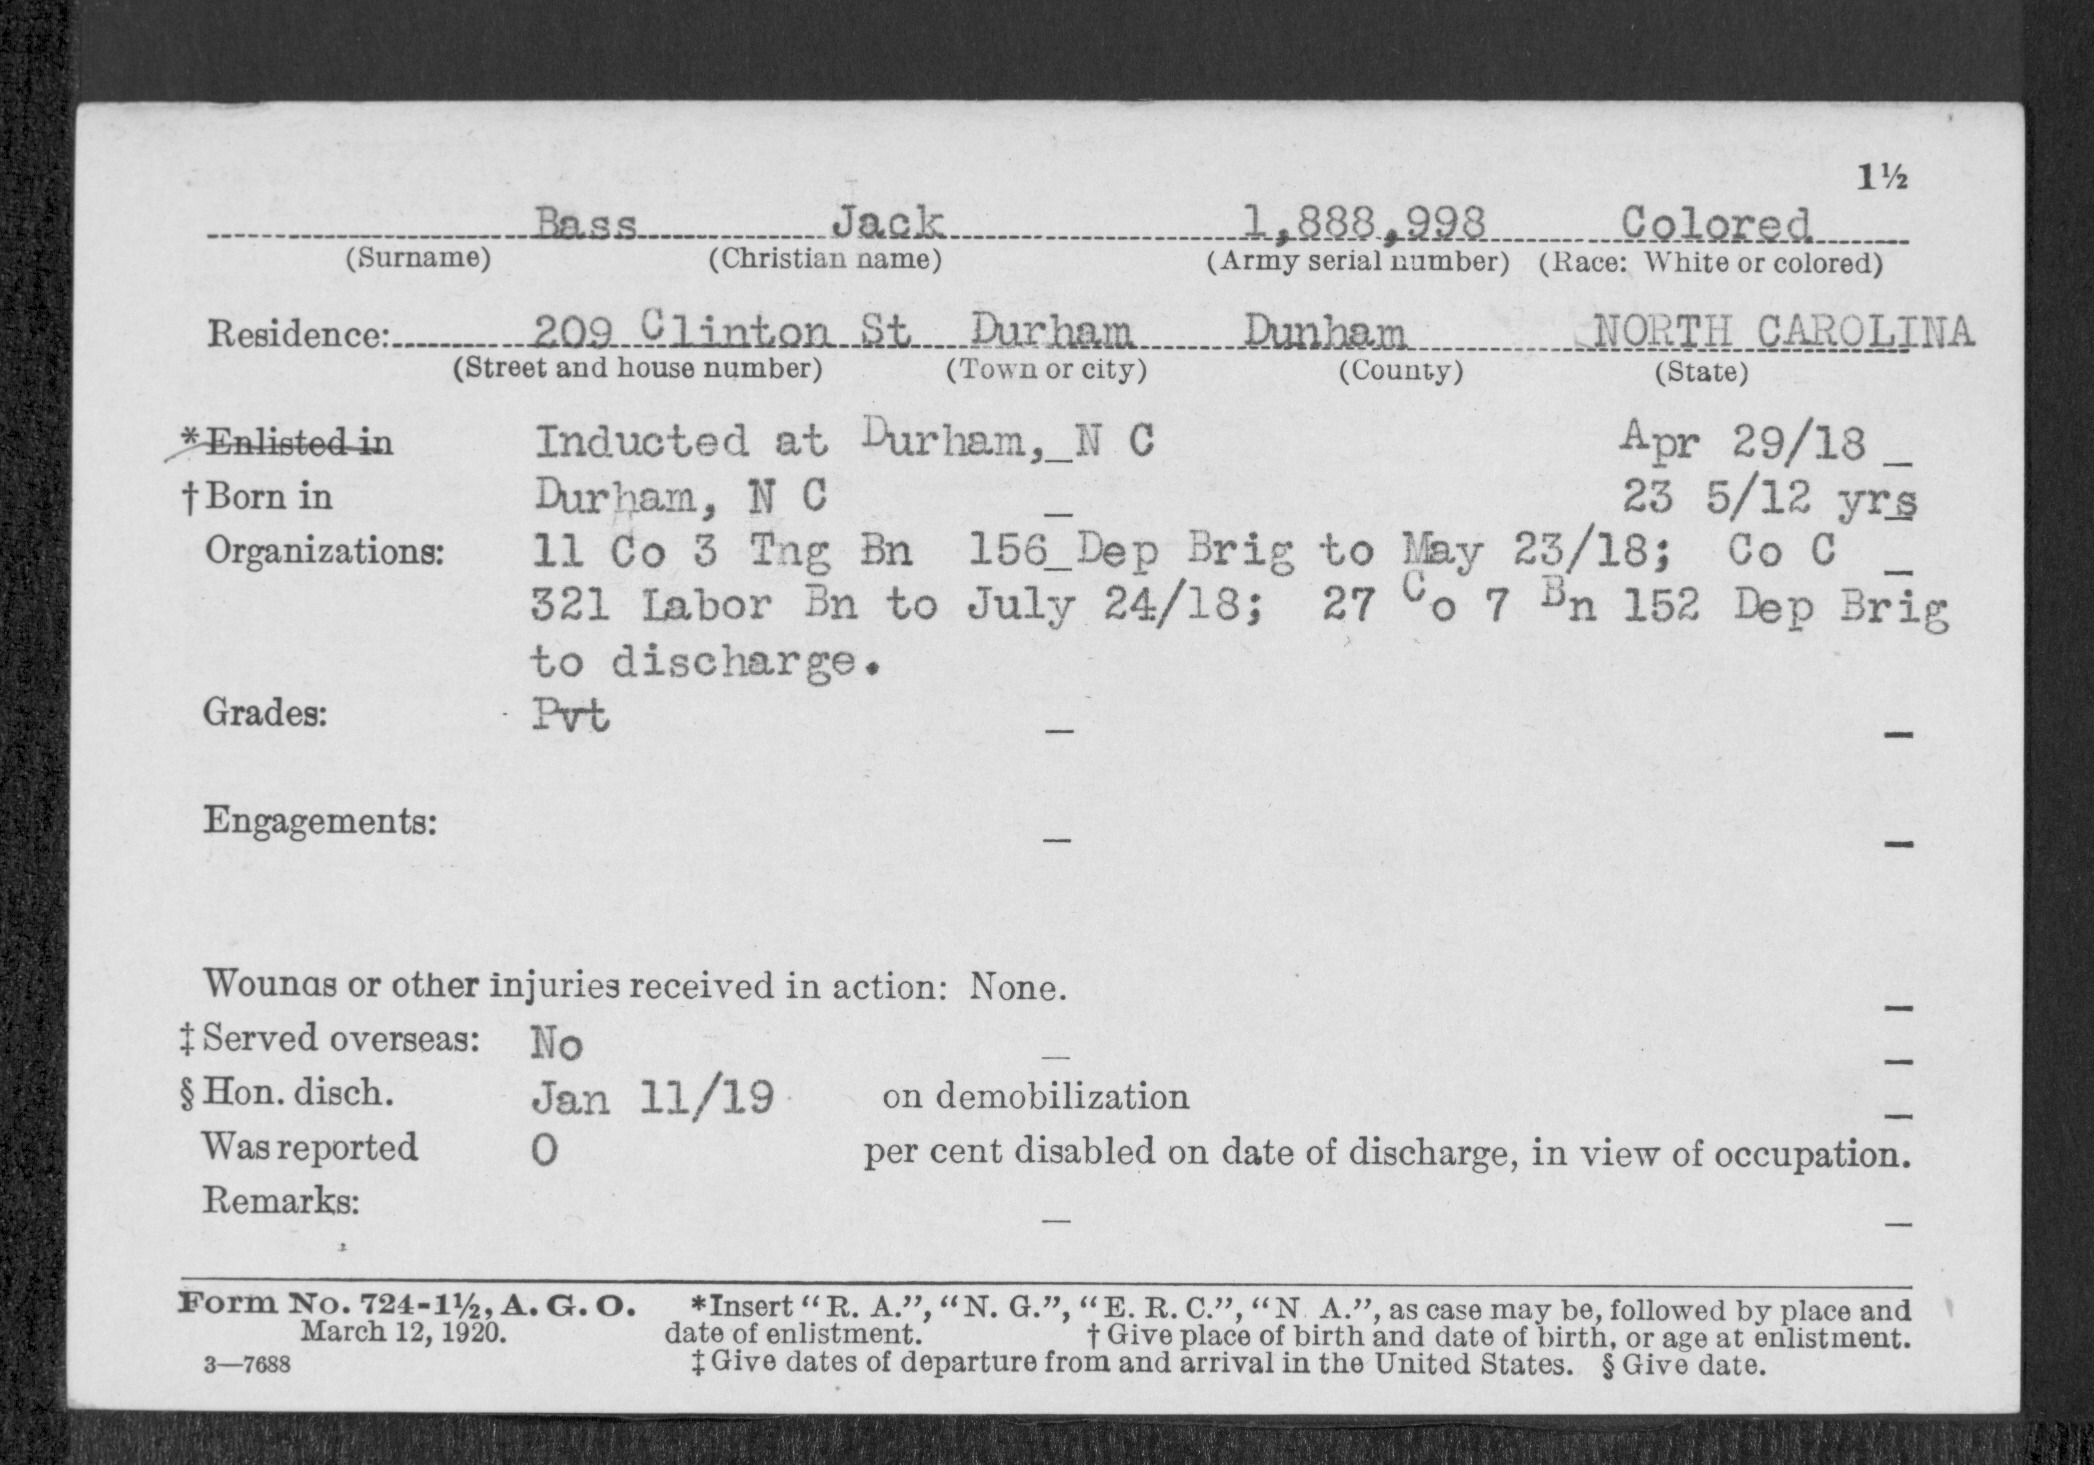 1½
Bass Jack 1,888,998 Colored
(Surname) (Christian name) (Army serial number) (Race: White or colored)
Residence: 209 Clinton St Durham Dunham NORTH CAROLINA
(Street and house number) (Town or city) (County) (State)
*Enlisted in Inducted at Durham, N C Apr 29/18
†Born in Durham, N C 23 5/12 yrs
Organizations: 11 Co 3 Tng Bn 156 Dep Brig to May 23/18; Co C
321 Labor Bn to July 24/18; 27 Co 7 Bn 152 Dep Brig
to discharge.
Grades: Pvt
Engagements:
Wounds or other injuries received in action: None.
‡Served overseas: No
§Hon. disch. Jan 11/19 on demobilization
Was reported 0 per cent disabled on date of discharge, in view of occupation.
Remarks:
Form No. 724-1½, A. G. O. *Insert "R. A.", "N. G.", "E. R. C.", "N A.", as case may be, followed by place and
March 12, 1920. date of enlistment. †Give place of birth and date of birth, or age at enlistment.
3—7688 ‡Give dates of departure from and arrival in the United States. §Give date.